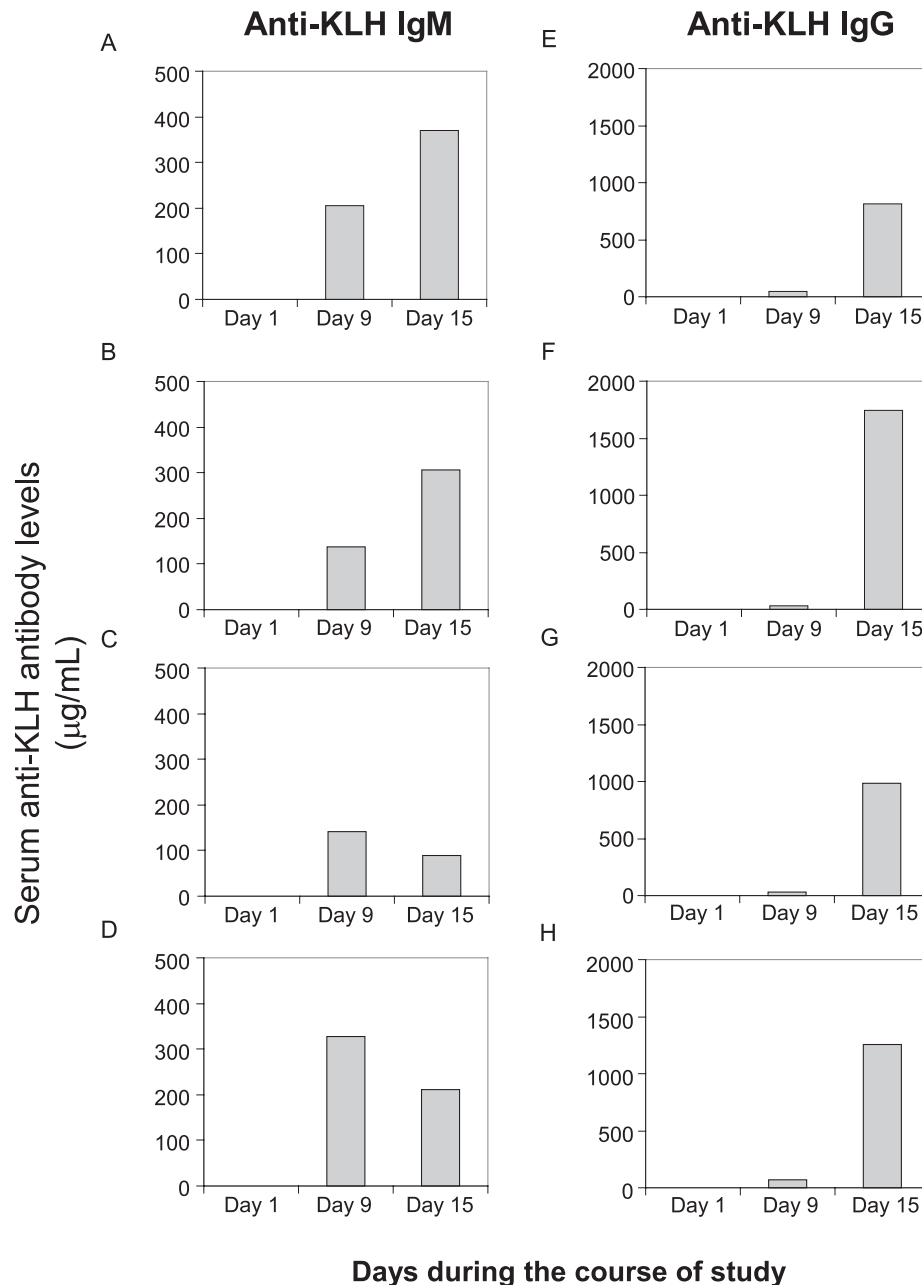 Anti-KLH IgM
Anti-KLH IgG
Serum anti-KLH antibody levels
(µg/mL)
A
500
400
300
200
100
0
Day 1 Day 9 Day 15
E
2000
1500
1000
500
0
Day 1 Day 9 Day 15
B
500
400
300
200
100
0
Day 1 Day 9 Day 15
F
2000
1500
1000
500
0
Day 1 Day 9 Day 15
C
500
400
300
200
100
0
Day 1 Day 9 Day 15
G
2000
1500
1000
500
0
Day 1 Day 9 Day 15
D
500
400
300
200
100
0
Day 1 Day 9 Day 15
H
2000
1500
1000
500
0
Day 1 Day 9 Day 15
Days during the course of study